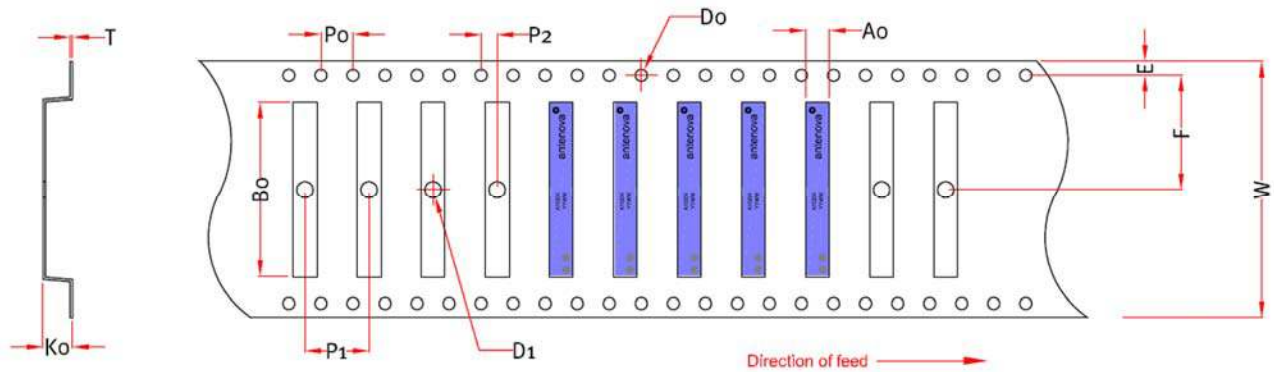 T
Po
P2
Do
Ao
E
F
W
Bo
Ko
P1
D1
antenova
antenova
antenova
antenova
antenova
Direction of feed